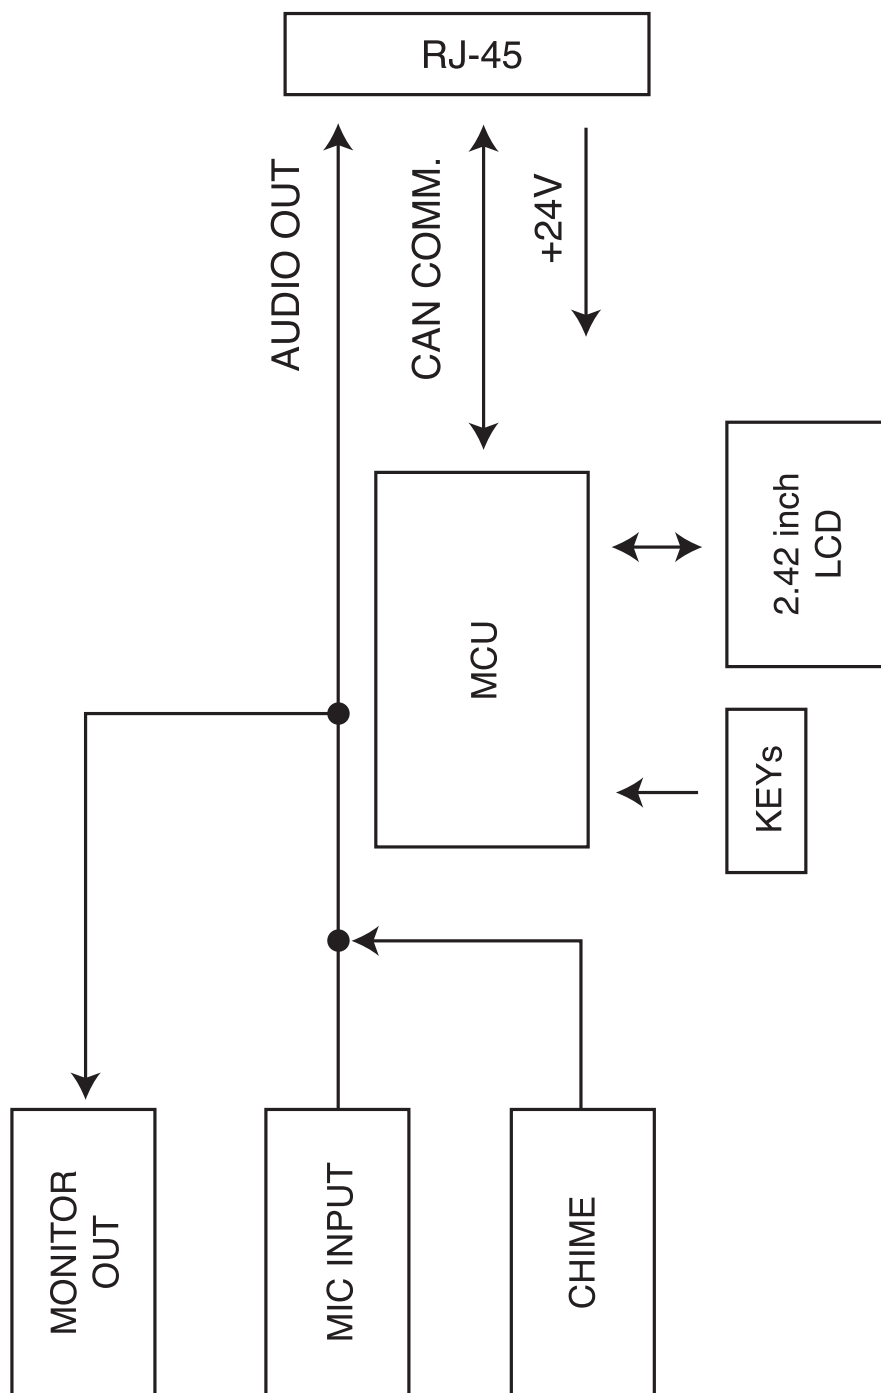 RJ-45
AUDIO OUT
CAN COMM.
+24V
2.42 inch
LCD
MCU
KEYs
MONITOR
OUT
MIC INPUT
CHIME